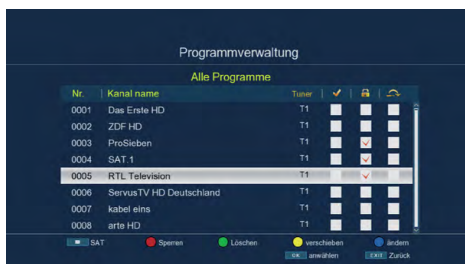 Programmverwaltung
Alle Programme
Nr. | Kanal name Tuner | | |
0001 Das Erste HD T1
0002 ZDF HD T1
0003 ProSieben T1
0004 SAT.1 T1
0005 RTL Television T1
0006 ServusTV HD Deutschland T1
0007 kabel eins T1
0008 arte HD T1
SAT Sperren Löschen verschieben ändern
OK anwählen EXIT Zurück